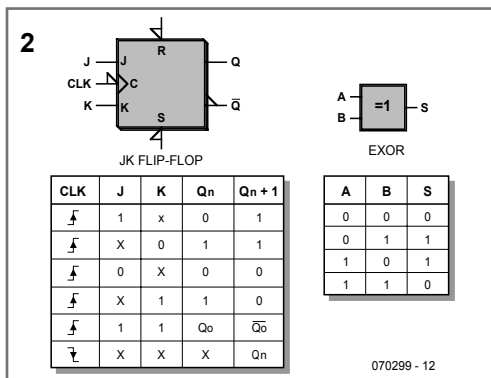 2
R
J J Q
CLK C
K K Q̅
S
JK FLIP-FLOP
A
B =1 S
EXOR
CLK J K Qn Qn + 1
1 x 0 1
X 0 1 1
0 X 0 0
X 1 1 0
1 1 Qo Q̅o̅
X X X Qn
A B S
0 0 0
0 1 1
1 0 1
1 1 0
070299 - 12